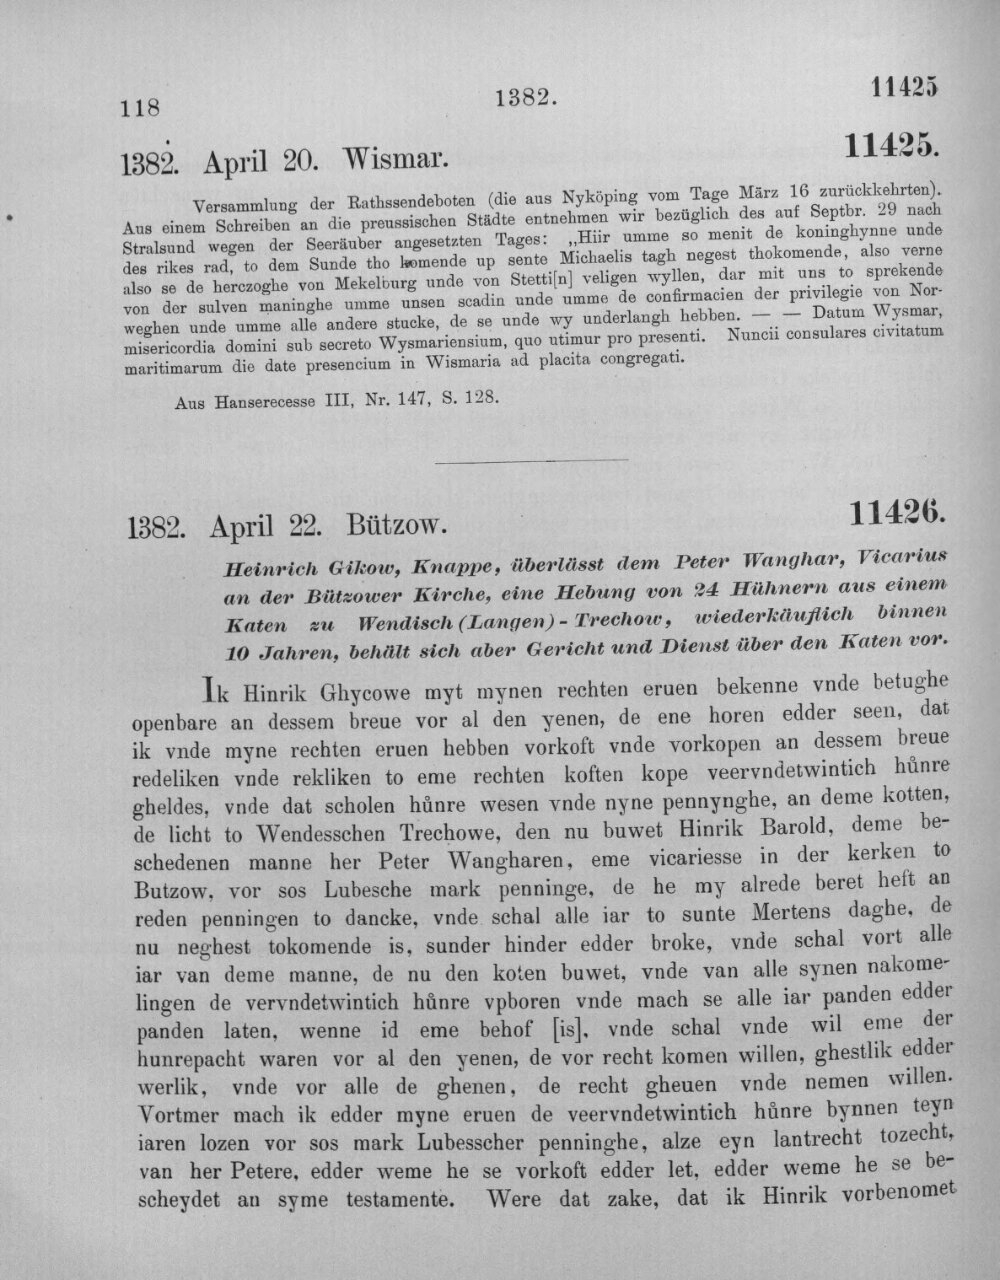 118
1382.
11425
1382. April 20. Wismar.
11425.
Versammlung der Rathssendeboten (die aus Nyköping vom Tage März 16 zurückkehrten).
Aus einem Schreiben an die preussischen Städte entnehmen wir bezüglich des auf Septbr. 29 nach
Stralsund wegen der Seeräuber angesetzten Tages: „Hiir umme so menit de koninghynne unde
des rikes rad, to dem Sunde tho komende up sente Michaelis tagh negest thokomende, also verne
also se de herczoghe von Mekelburg unde von Stetti[n] veligen wyllen, dar mit uns to sprekende
von der sulven maninghe umme unsen scadin unde umme de confirmacien der privilegie von Nor-
weghen unde umme alle andere stucke, de se unde wy underlangh hebben. — — Datum Wysmar,
misericordia domini sub secreto Wysmariensium, quo utimur pro presenti. Nuncii consulares civitatum
maritimarum die date presencium in Wismaria ad placita congregati.
Aus Hanserecesse III, Nr. 147, S. 128.
1382. April 22. Bützow.
11426.
Heinrich Gikow, Knappe, überlässt dem Peter Wanghar, Vicarius
an der Bützower Kirche, eine Hebung von 24 Hühnern aus einem
Katen zu Wendisch (Langen) - Trechow, wiederkäuflich binnen
10 Jahren, behält sich aber Gericht und Dienst über den Katen vor.
Ik Hinrik Ghycowe myt mynen rechten eruen bekenne vnde betughe
openbare an dessem breue vor al den yenen, de ene horen edder seen, dat
ik vnde myne rechten eruen hebben vorkoft vnde vorkopen an dessem breue
redeliken vnde rekliken to eme rechten koften kope veervndetwintich hůnre
gheldes, vnde dat scholen hůnre wesen vnde nyne pennynghe, an deme kotten,
de licht to Wendesschen Trechowe, den nu buwet Hinrik Barold, deme be-
schedenen manne her Peter Wangharen, eme vicariesse in der kerken to
Butzow, vor sos Lubesche mark penninge, de he my alrede beret heft an
reden penningen to dancke, vnde schal alle iar to sunte Mertens daghe, de
nu neghest tokomende is, sunder hinder edder broke, vnde schal vort alle
iar van deme manne, de nu den koten buwet, vnde van alle synen nakome-
lingen de vervndetwintich hůnre vpboren vnde mach se alle iar panden edder
panden laten, wenne id eme behof [is], vnde schal vnde wil eme der
hunrepacht waren vor al den yenen, de vor recht komen willen, ghestlik edder
werlik, vnde vor alle de ghenen, de recht gheuen vnde nemen willen.
Vortmer mach ik edder myne eruen de veervndetwintich hůnre bynnen teyn
iaren lozen vor sos mark Lubesscher penninghe, alze eyn lantrecht tozecht,
van her Petere, edder weme he se vorkoft edder let, edder weme he se be-
scheydet an syme testamente. Were dat zake, dat ik Hinrik vorbenomet